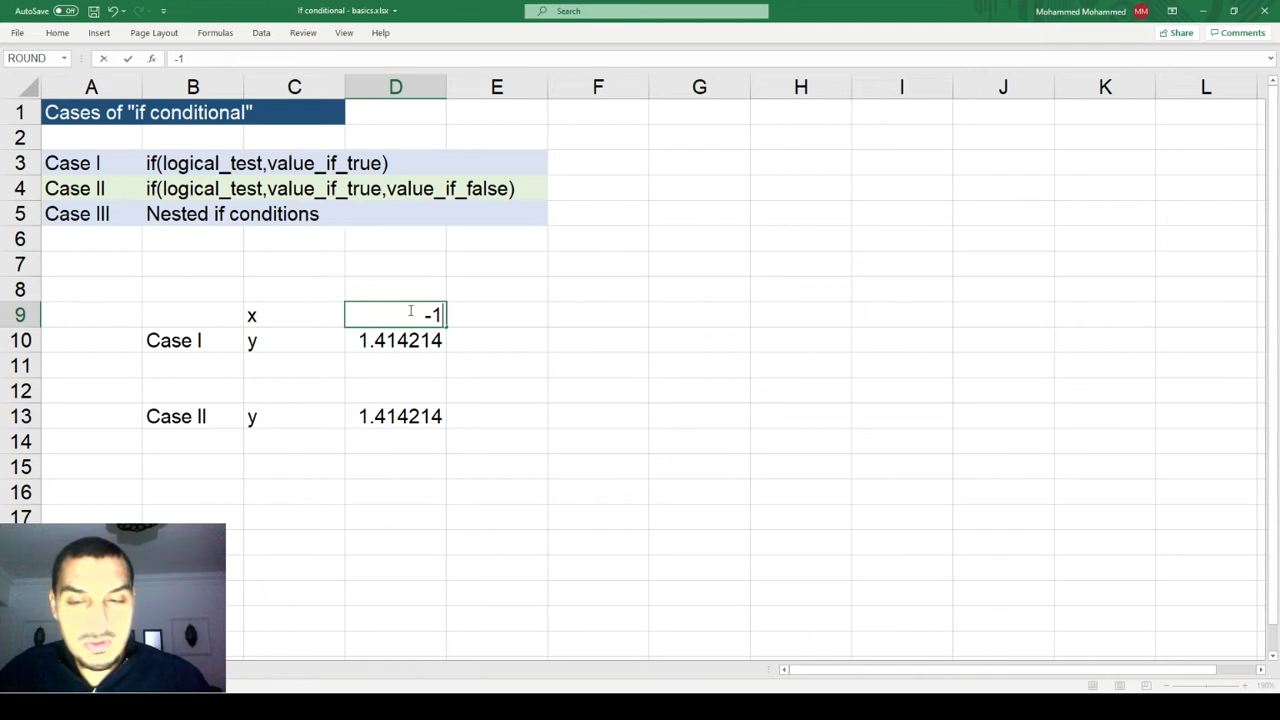 AutoSave Off If conditional - basics.xlsx Search Mohammed Mohammed MM
File Home Insert Page Layout Formulas Data Review View Help Share Comments
ROUND fx -1
A B C D E F G H I J K L
1 Cases of "if conditional"
2
3 Case I if(logical_test,value_if_true)
4 Case II if(logical_test,value_if_true,value_if_false)
5 Case III Nested if conditions
6
7
8
9 x -1
10 Case I y 1.414214
11
12
13 Case II y 1.414214
14
15
16
17
190%